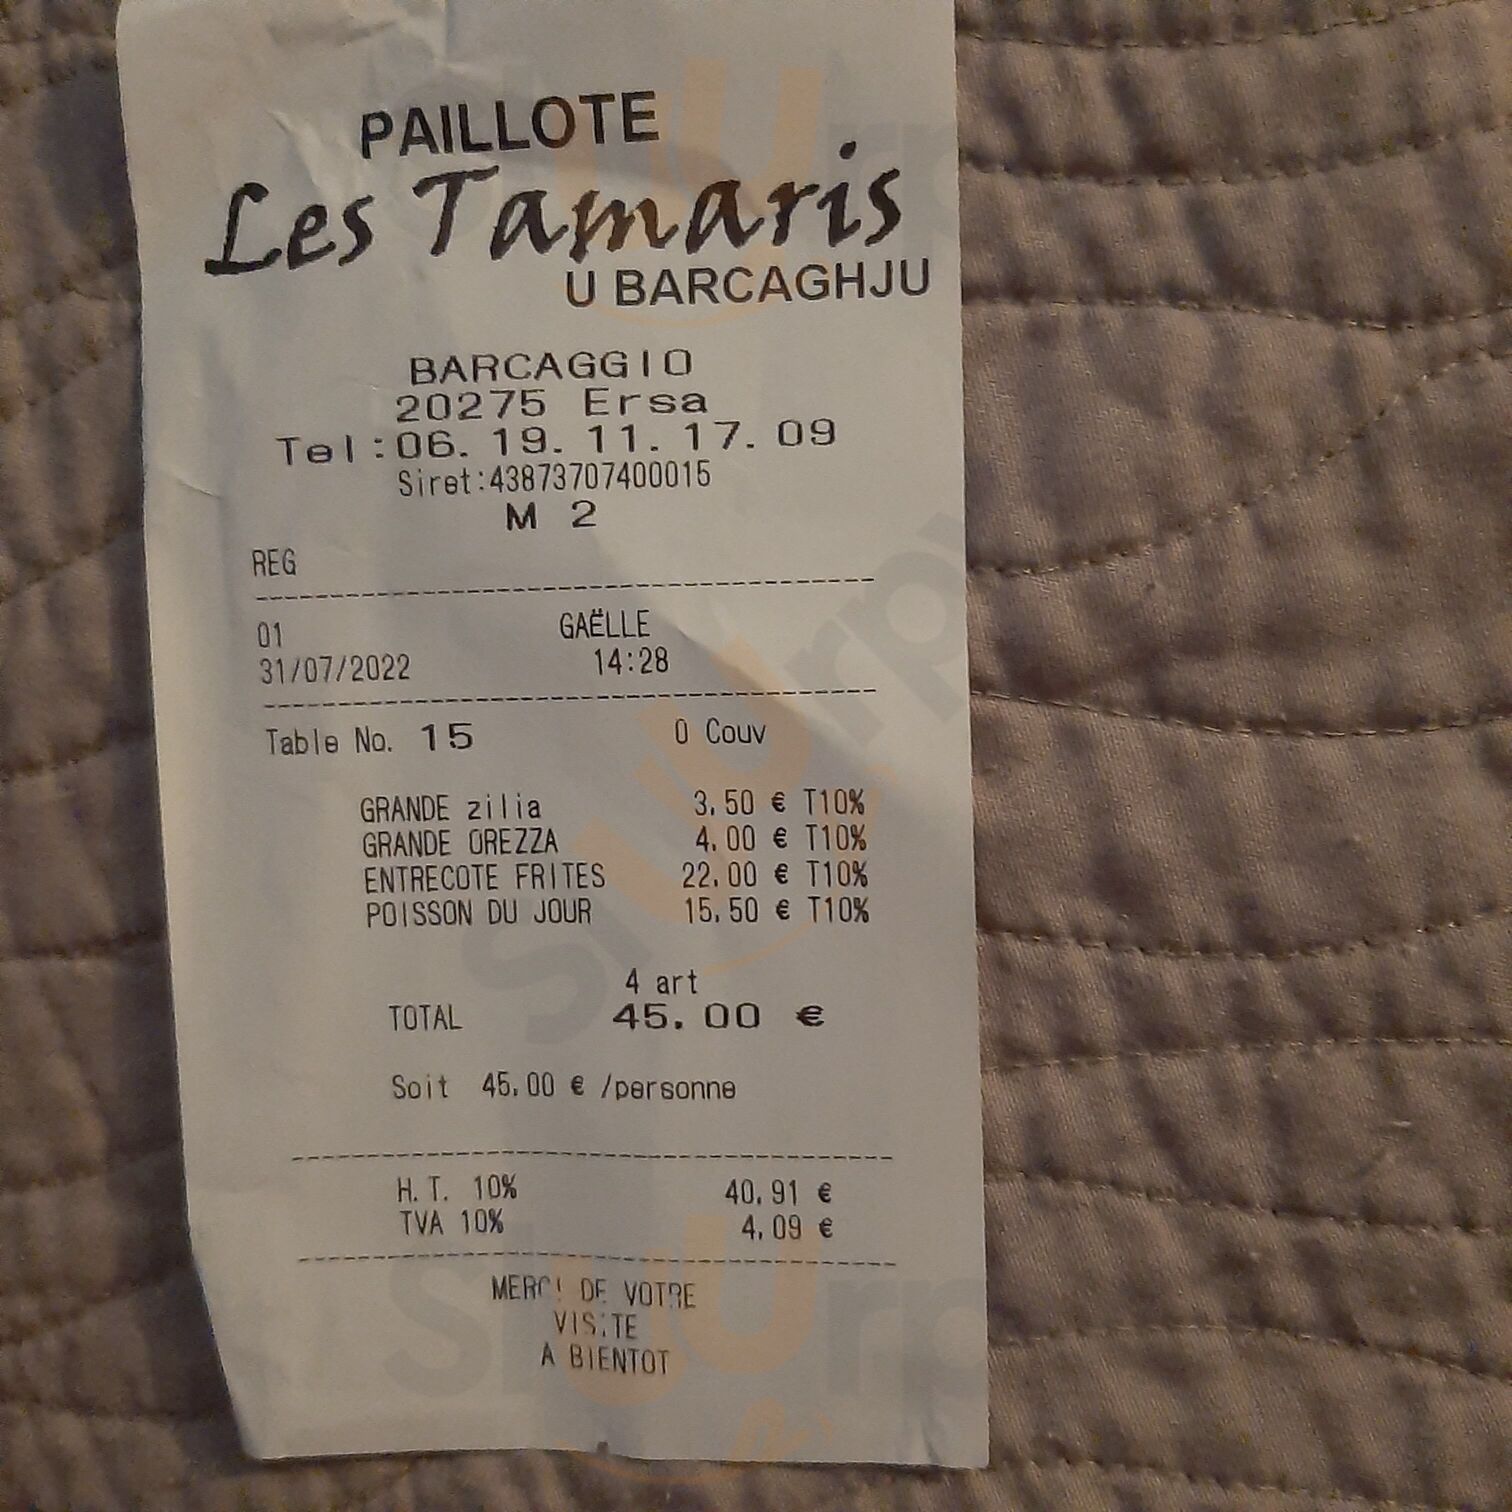 PAILLOTE
Les Tamaris
U BARCAGHJU
BARCAGGIO
20275 Ersa
Tel:06. 19. 11. 17. 09
Siret:43873707400015
M 2
REG
01 GAËLLE
31/07/2022 14:28
Table No. 15 0 Couv
GRANDE zilia 3.50 € T10%
GRANDE OREZZA 4.00 € T10%
ENTRECOTE FRITES 22.00 € T10%
POISSON DU JOUR 15.50 € T10%
4 art
TOTAL 45.00 €
Soit 45.00 € /personne
H.T. 10% 40.91 €
TVA 10% 4.09 €
MERCI DE VOTRE
VISITE
A BIENTOT